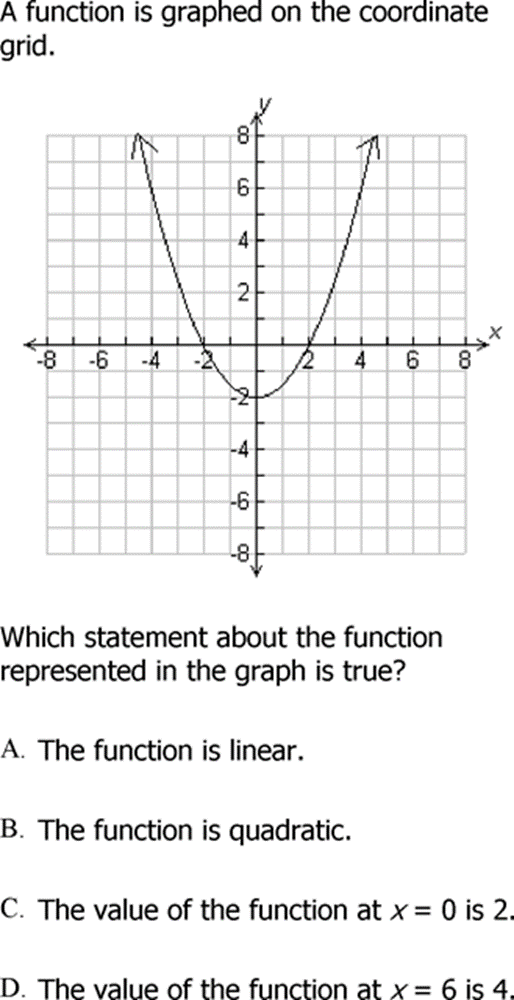 A function is graphed on the coordinate
grid.
y
8
6
4
2
x
-8 -6 -4 -2 2 4 6 8
-2
-4
-6
-8
Which statement about the function
represented in the graph is true?
A. The function is linear.
B. The function is quadratic.
C. The value of the function at x = 0 is 2.
D. The value of the function at x = 6 is 4.